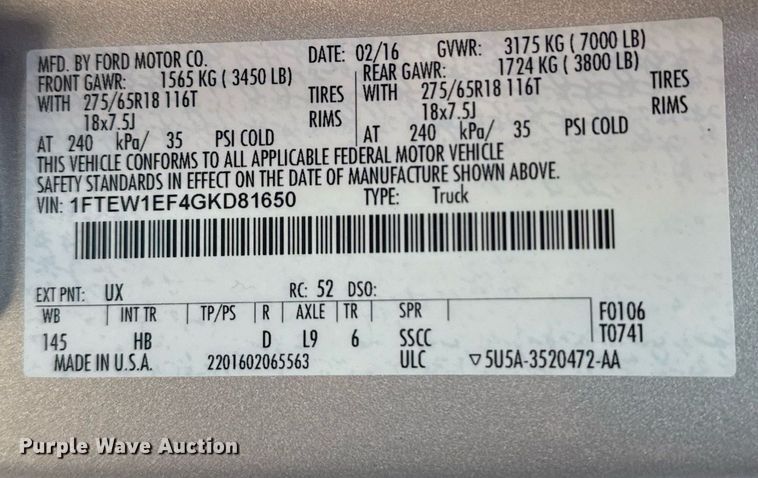 MFD. BY FORD MOTOR CO. DATE: 02/16 GVWR: 3175 KG ( 7000 LB)
FRONT GAWR: 1565 KG ( 3450 LB) REAR GAWR: 1724 KG ( 3800 LB)
WITH 275/65R18 116T TIRES WITH 275/65R18 116T TIRES
18x7.5J RIMS 18x7.5J RIMS
AT 240 kPa/ 35 PSI COLD AT 240 kPa/ 35 PSI COLD
THIS VEHICLE CONFORMS TO ALL APPLICABLE FEDERAL MOTOR VEHICLE
SAFETY STANDARDS IN EFFECT ON THE DATE OF MANUFACTURE SHOWN ABOVE.
VIN: 1FTEW1EF4GKD81650 TYPE: Truck
EXT PNT: UX RC: 52 DSO:
WB INT TR TP/PS R AXLE TR SPR F0106
145 HB D L9 6 SSCC T0741
MADE IN U.S.A. 2201602065563 ULC ▽5U5A-3520472-AA
Purple Wave Auction